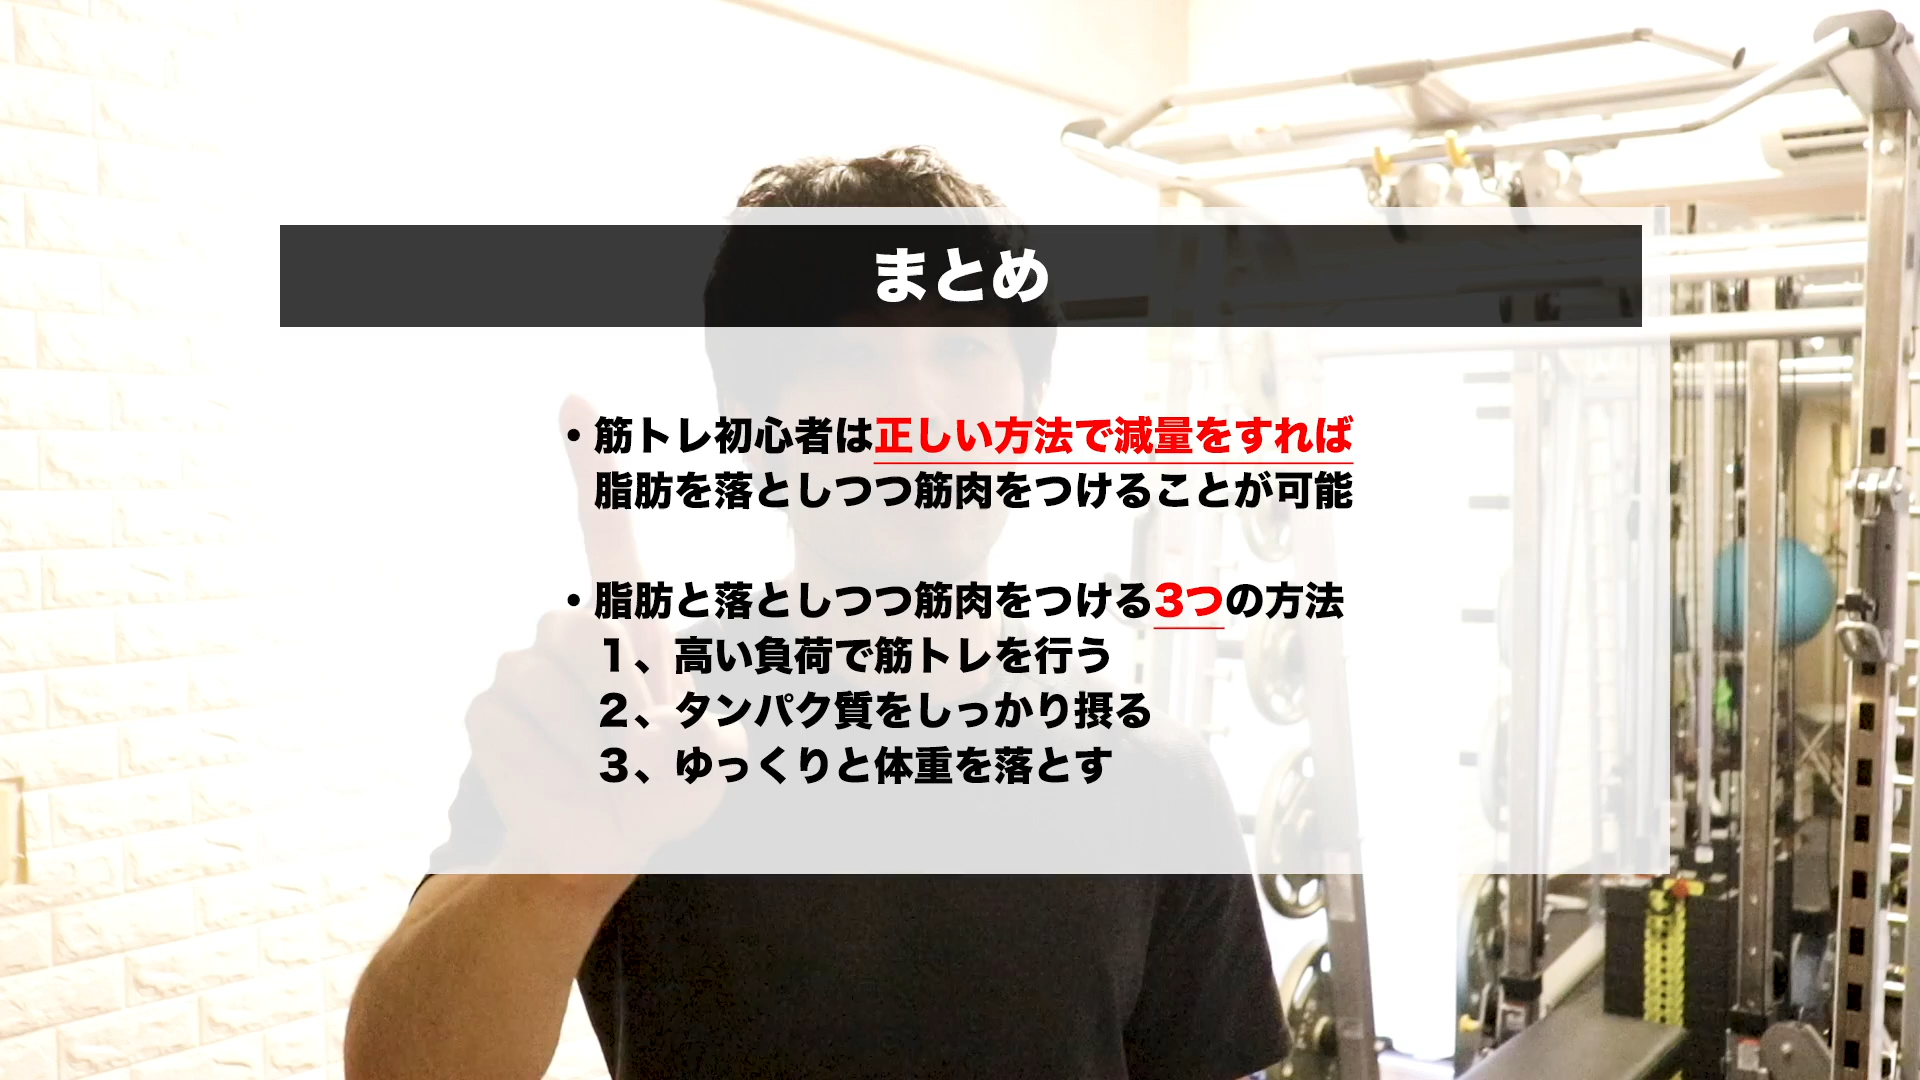 まとめ
・筋トレ初心者は正しい方法で減量をすれば
脂肪を落としつつ筋肉をつけることが可能
・脂肪と落としつつ筋肉をつける3つの方法
１、高い負荷で筋トレを行う
２、タンパク質をしっかり摂る
３、ゆっくりと体重を落とす